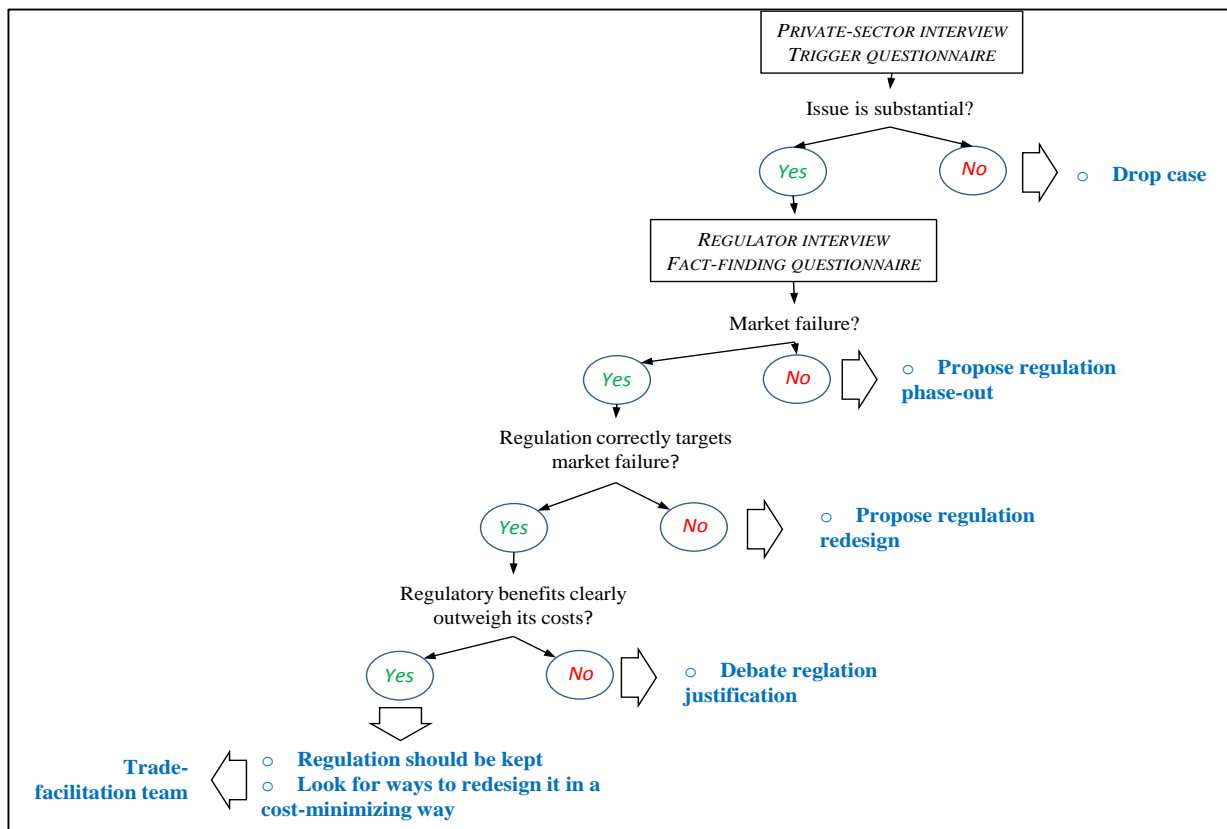 PRIVATE-SECTOR INTERVIEW
TRIGGER QUESTIONNAIRE
Issue is substantial?
Yes
No
○ Drop case
REGULATOR INTERVIEW
FACT-FINDING QUESTIONNAIRE
Market failure?
Yes
No
○ Propose regulation
phase-out
Regulation correctly targets
market failure?
Yes
No
○ Propose regulation
redesign
Regulatory benefits clearly
outweigh its costs?
Yes
No
○ Debate reglation
justification
Trade-
facilitation team
○ Regulation should be kept
○ Look for ways to redesign it in a
cost-minimizing way